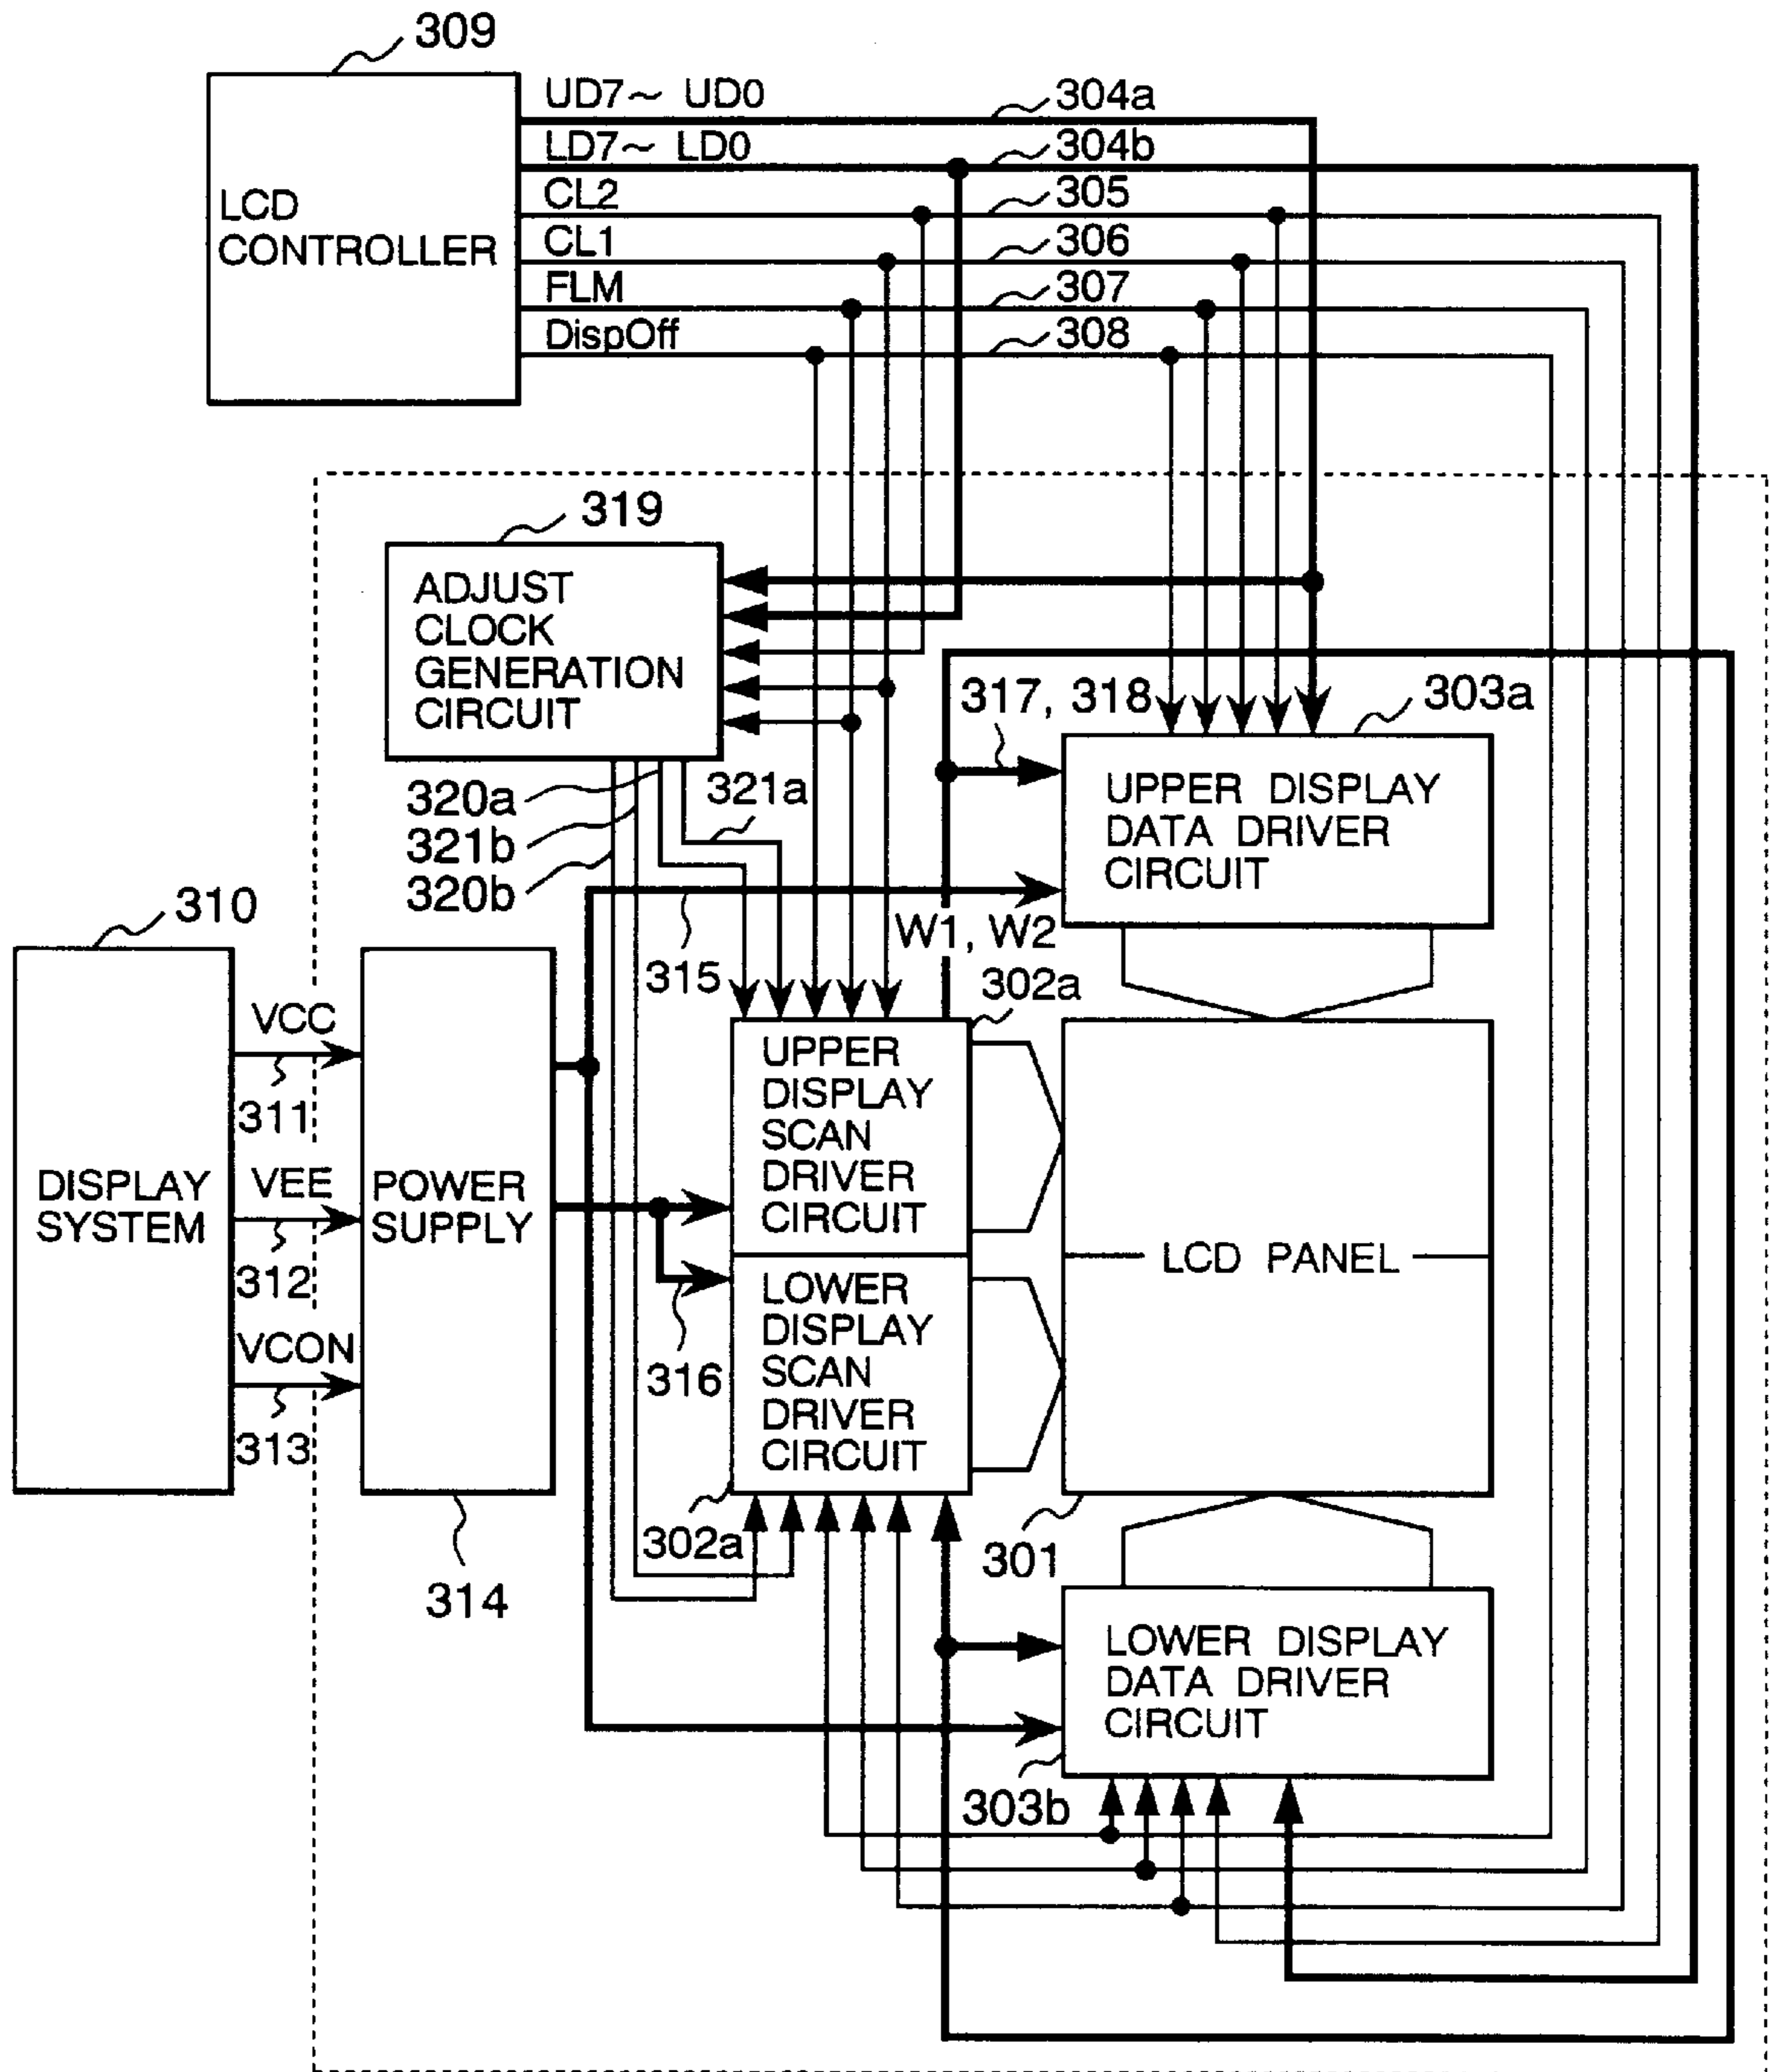 309
UD7~ UD0
304a
LD7~ LD0
304b
CL2
305
LCD
CONTROLLER
CL1
306
FLM
307
DispOff
308
319
ADJUST
CLOCK
GENERATION
CIRCUIT
317, 318
303a
320a
321a
321b
320b
UPPER DISPLAY
DATA DRIVER
CIRCUIT
310
W1, W2
315
302a
VCC
311
UPPER
DISPLAY
SCAN
DRIVER
CIRCUIT
DISPLAY
SYSTEM
VEE
312
POWER
SUPPLY
LCD PANEL
VCON
313
316
LOWER
DISPLAY
SCAN
DRIVER
CIRCUIT
302a
301
314
LOWER DISPLAY
DATA DRIVER
CIRCUIT
303b